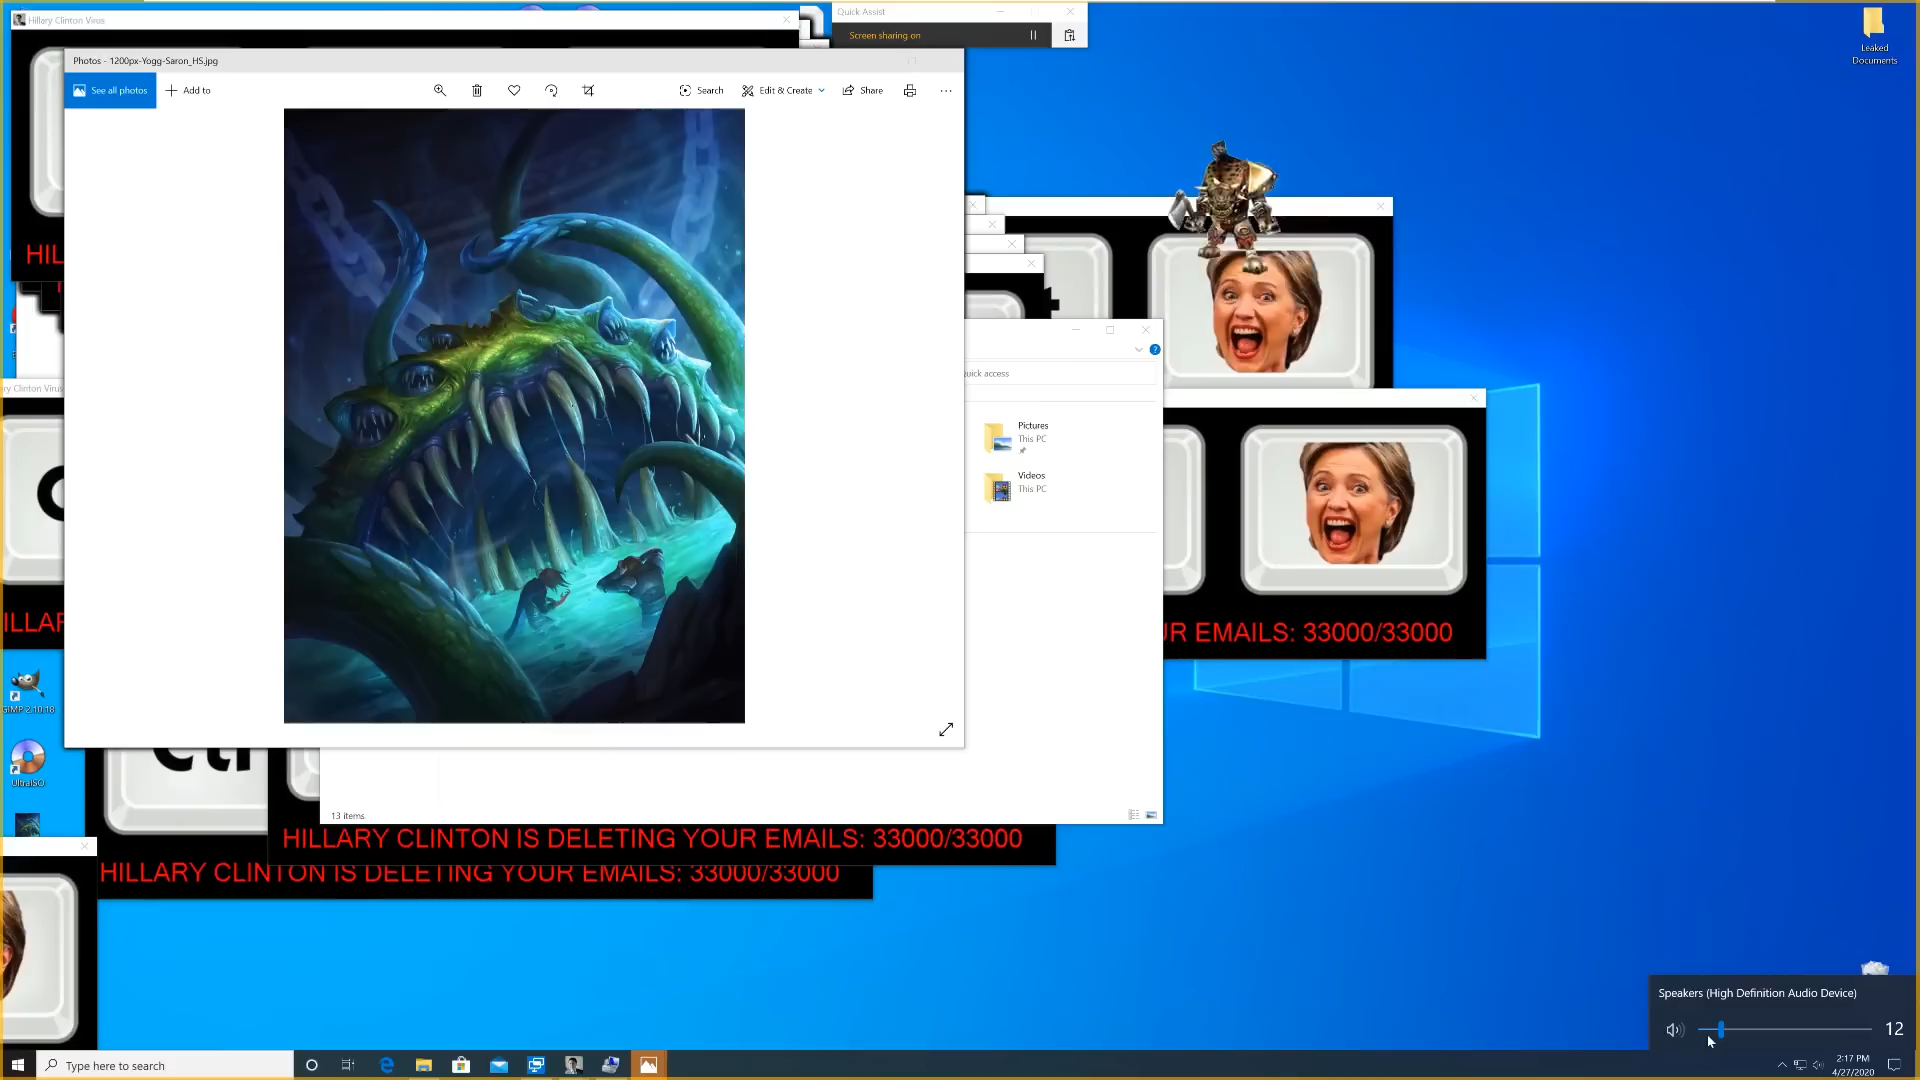 Hillary Clinton Virus
Quick Assist
Screen sharing on
Leaked
Documents
Photos - 1200px-Yogg-Saron_HS.jpg
See all photos
Add to
Search
Edit & Create
Share
HIL
uick access
Pictures
This PC
Videos
This PC
ry Clinton Virus
ILLAR
UR EMAILS: 33000/33000
GIMP 2.10.18
UltraISO
ctrl
13 items
HILLARY CLINTON IS DELETING YOUR EMAILS: 33000/33000
HILLARY CLINTON IS DELETING YOUR EMAILS: 33000/33000
Speakers (High Definition Audio Device)
12
Type here to search
2:17 PM
4/27/2020